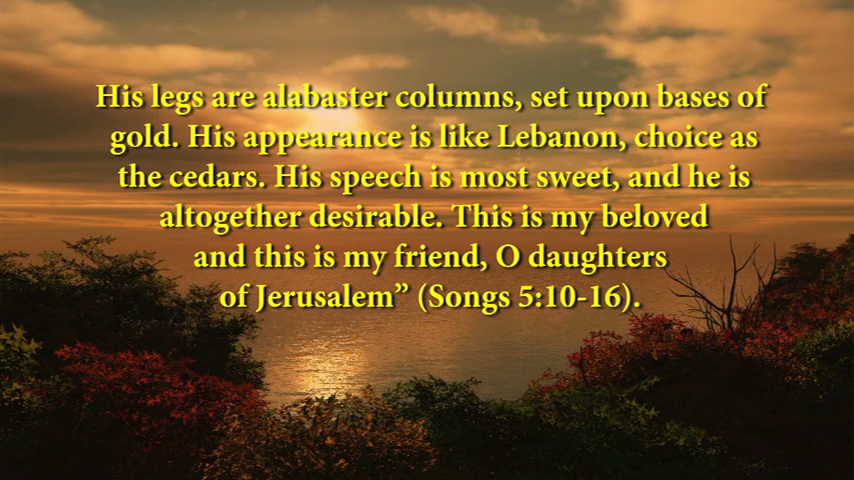 His legs are alabaster columns, set upon bases of
gold. His appearance is like Lebanon, choice as
the cedars. His speech is most sweet, and he is
altogether desirable. This is my beloved
and this is my friend, O daughters
of Jerusalem” (Songs 5:10-16).